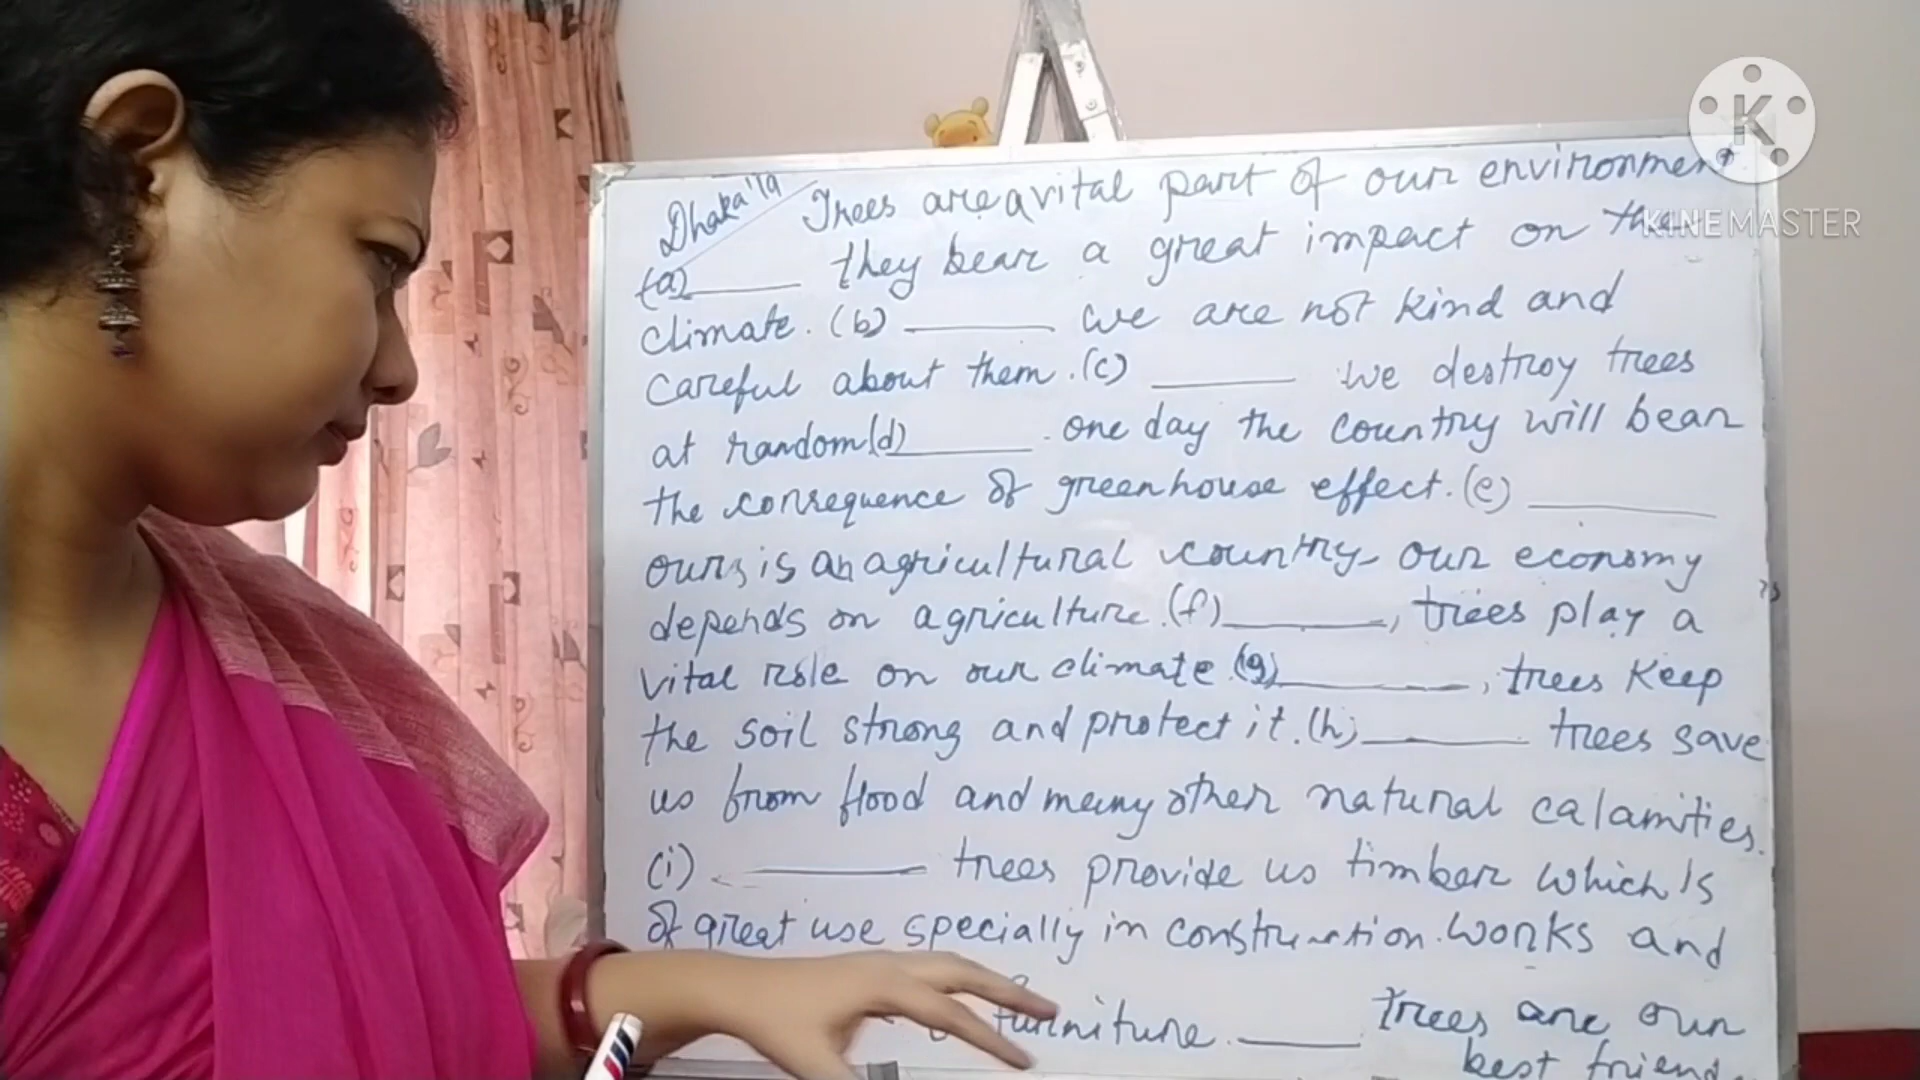 K
KINEMASTER
Dhaka'19
Trees are a vital part of our environment
(a)______ they bear a great impact on the
climate. (b) ______ we are not kind and
careful about them. (c) ______ we destroy trees
at random (d)______. one day the country will bear
the consequence of greenhouse effect. (e) ______
ours is an agricultural country, our economy
depends on agriculture. (f)______, trees play a
vital role on our climate. (g)______, trees keep
the soil strong and protect it. (h)______ trees save
us from flood and many other natural calamities.
(i) ______ trees provide us timber which is
of great use specially in construction works and
furniture. ______ trees are our
best friend